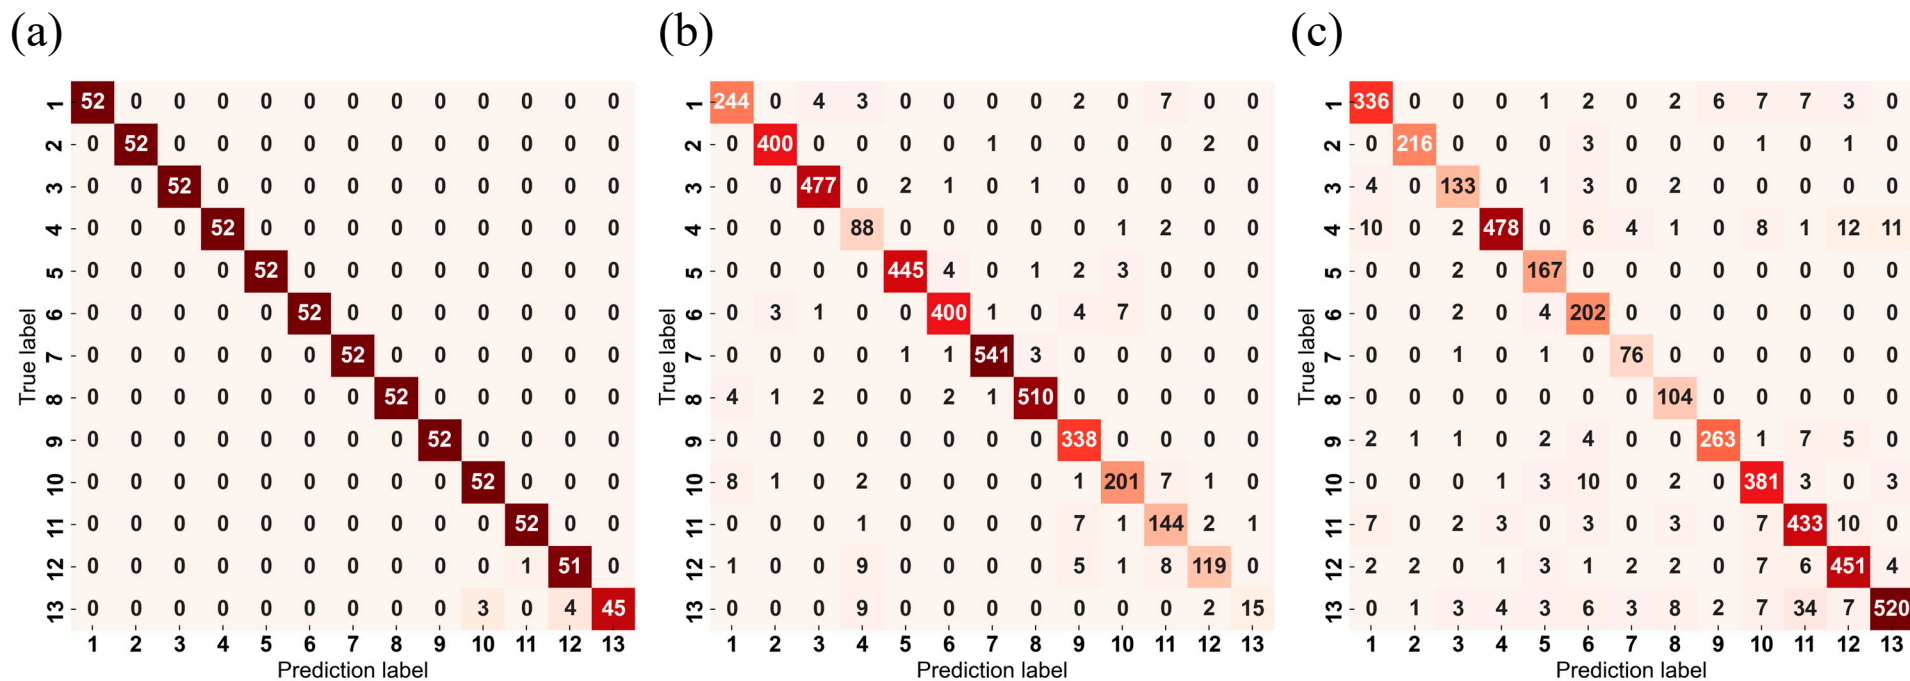 (a) (b) (c)
1 52 0 0 0 0 0 0 0 0 0 0 0 0
2 0 52 0 0 0 0 0 0 0 0 0 0 0
3 0 0 52 0 0 0 0 0 0 0 0 0 0
4 0 0 0 52 0 0 0 0 0 0 0 0 0
5 0 0 0 0 52 0 0 0 0 0 0 0 0
6 0 0 0 0 0 52 0 0 0 0 0 0 0
7 0 0 0 0 0 0 52 0 0 0 0 0 0
8 0 0 0 0 0 0 0 52 0 0 0 0 0
9 0 0 0 0 0 0 0 0 52 0 0 0 0
10 0 0 0 0 0 0 0 0 0 52 0 0 0
11 0 0 0 0 0 0 0 0 0 0 52 0 0
12 0 0 0 0 0 0 0 0 0 0 1 51 0
13 0 0 0 0 0 0 0 0 0 3 0 4 45
1 2 3 4 5 6 7 8 9 10 11 12 13
True label
Prediction label
1 244 0 4 3 0 0 0 0 2 0 7 0 0
2 0 400 0 0 0 0 1 0 0 0 0 2 0
3 0 0 477 0 2 1 0 1 0 0 0 0 0
4 0 0 0 88 0 0 0 0 0 1 2 0 0
5 0 0 0 0 445 4 0 1 2 3 0 0 0
6 0 3 1 0 0 400 1 0 4 7 0 0 0
7 0 0 0 0 1 1 541 3 0 0 0 0 0
8 4 1 2 0 0 2 1 510 0 0 0 0 0
9 0 0 0 0 0 0 0 0 338 0 0 0 0
10 8 1 0 2 0 0 0 0 1 201 7 1 0
11 0 0 0 1 0 0 0 0 7 1 144 2 1
12 1 0 0 9 0 0 0 0 5 1 8 119 0
13 0 0 0 9 0 0 0 0 0 0 0 2 15
1 2 3 4 5 6 7 8 9 10 11 12 13
True label
Prediction label
1 336 0 0 0 1 2 0 2 6 7 7 3 0
2 0 216 0 0 0 3 0 0 0 1 0 1 0
3 4 0 133 0 1 3 0 2 0 0 0 0 0
4 10 0 2 478 0 6 4 1 0 8 1 12 11
5 0 0 2 0 167 0 0 0 0 0 0 0 0
6 0 0 2 0 4 202 0 0 0 0 0 0 0
7 0 0 1 0 1 0 76 0 0 0 0 0 0
8 0 0 0 0 0 0 0 104 0 0 0 0 0
9 2 1 1 0 2 4 0 0 263 1 7 5 0
10 0 0 0 1 3 10 0 2 0 381 3 0 3
11 7 0 2 3 0 3 0 3 0 7 433 10 0
12 2 2 0 1 3 1 2 2 0 7 6 451 4
13 0 1 3 4 3 6 3 8 2 7 34 7 520
1 2 3 4 5 6 7 8 9 10 11 12 13
True label
Prediction label